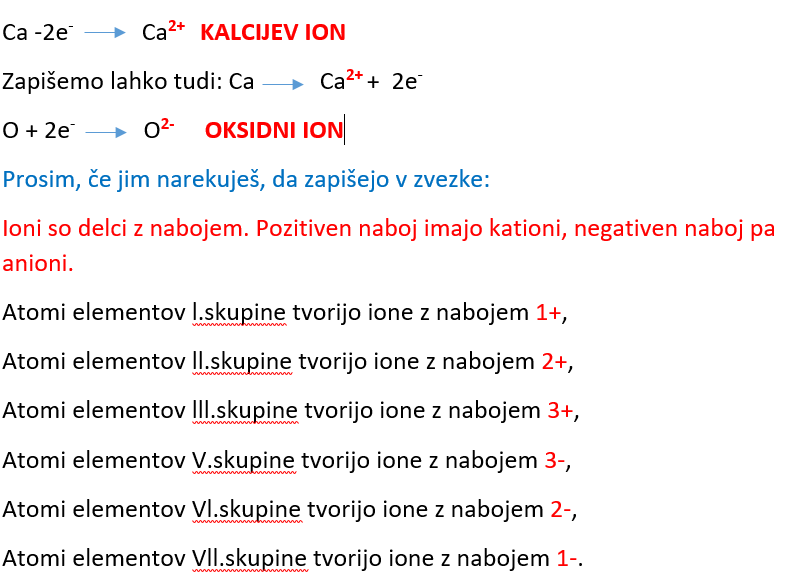 Ca -2e⁻ → Ca²⁺ KALCIJEV ION
Zapišemo lahko tudi: Ca → Ca²⁺ + 2e⁻
O + 2e⁻ → O²⁻ OKSIDNI ION
Prosim, če jim narekuješ, da zapišejo v zvezke:
Ioni so delci z nabojem. Pozitiven naboj imajo kationi, negativen naboj pa
anioni.
Atomi elementov l.skupine tvorijo ione z nabojem 1+,
Atomi elementov ll.skupine tvorijo ione z nabojem 2+,
Atomi elementov lll.skupine tvorijo ione z nabojem 3+,
Atomi elementov V.skupine tvorijo ione z nabojem 3-,
Atomi elementov Vl.skupine tvorijo ione z nabojem 2-,
Atomi elementov Vll.skupine tvorijo ione z nabojem 1-.